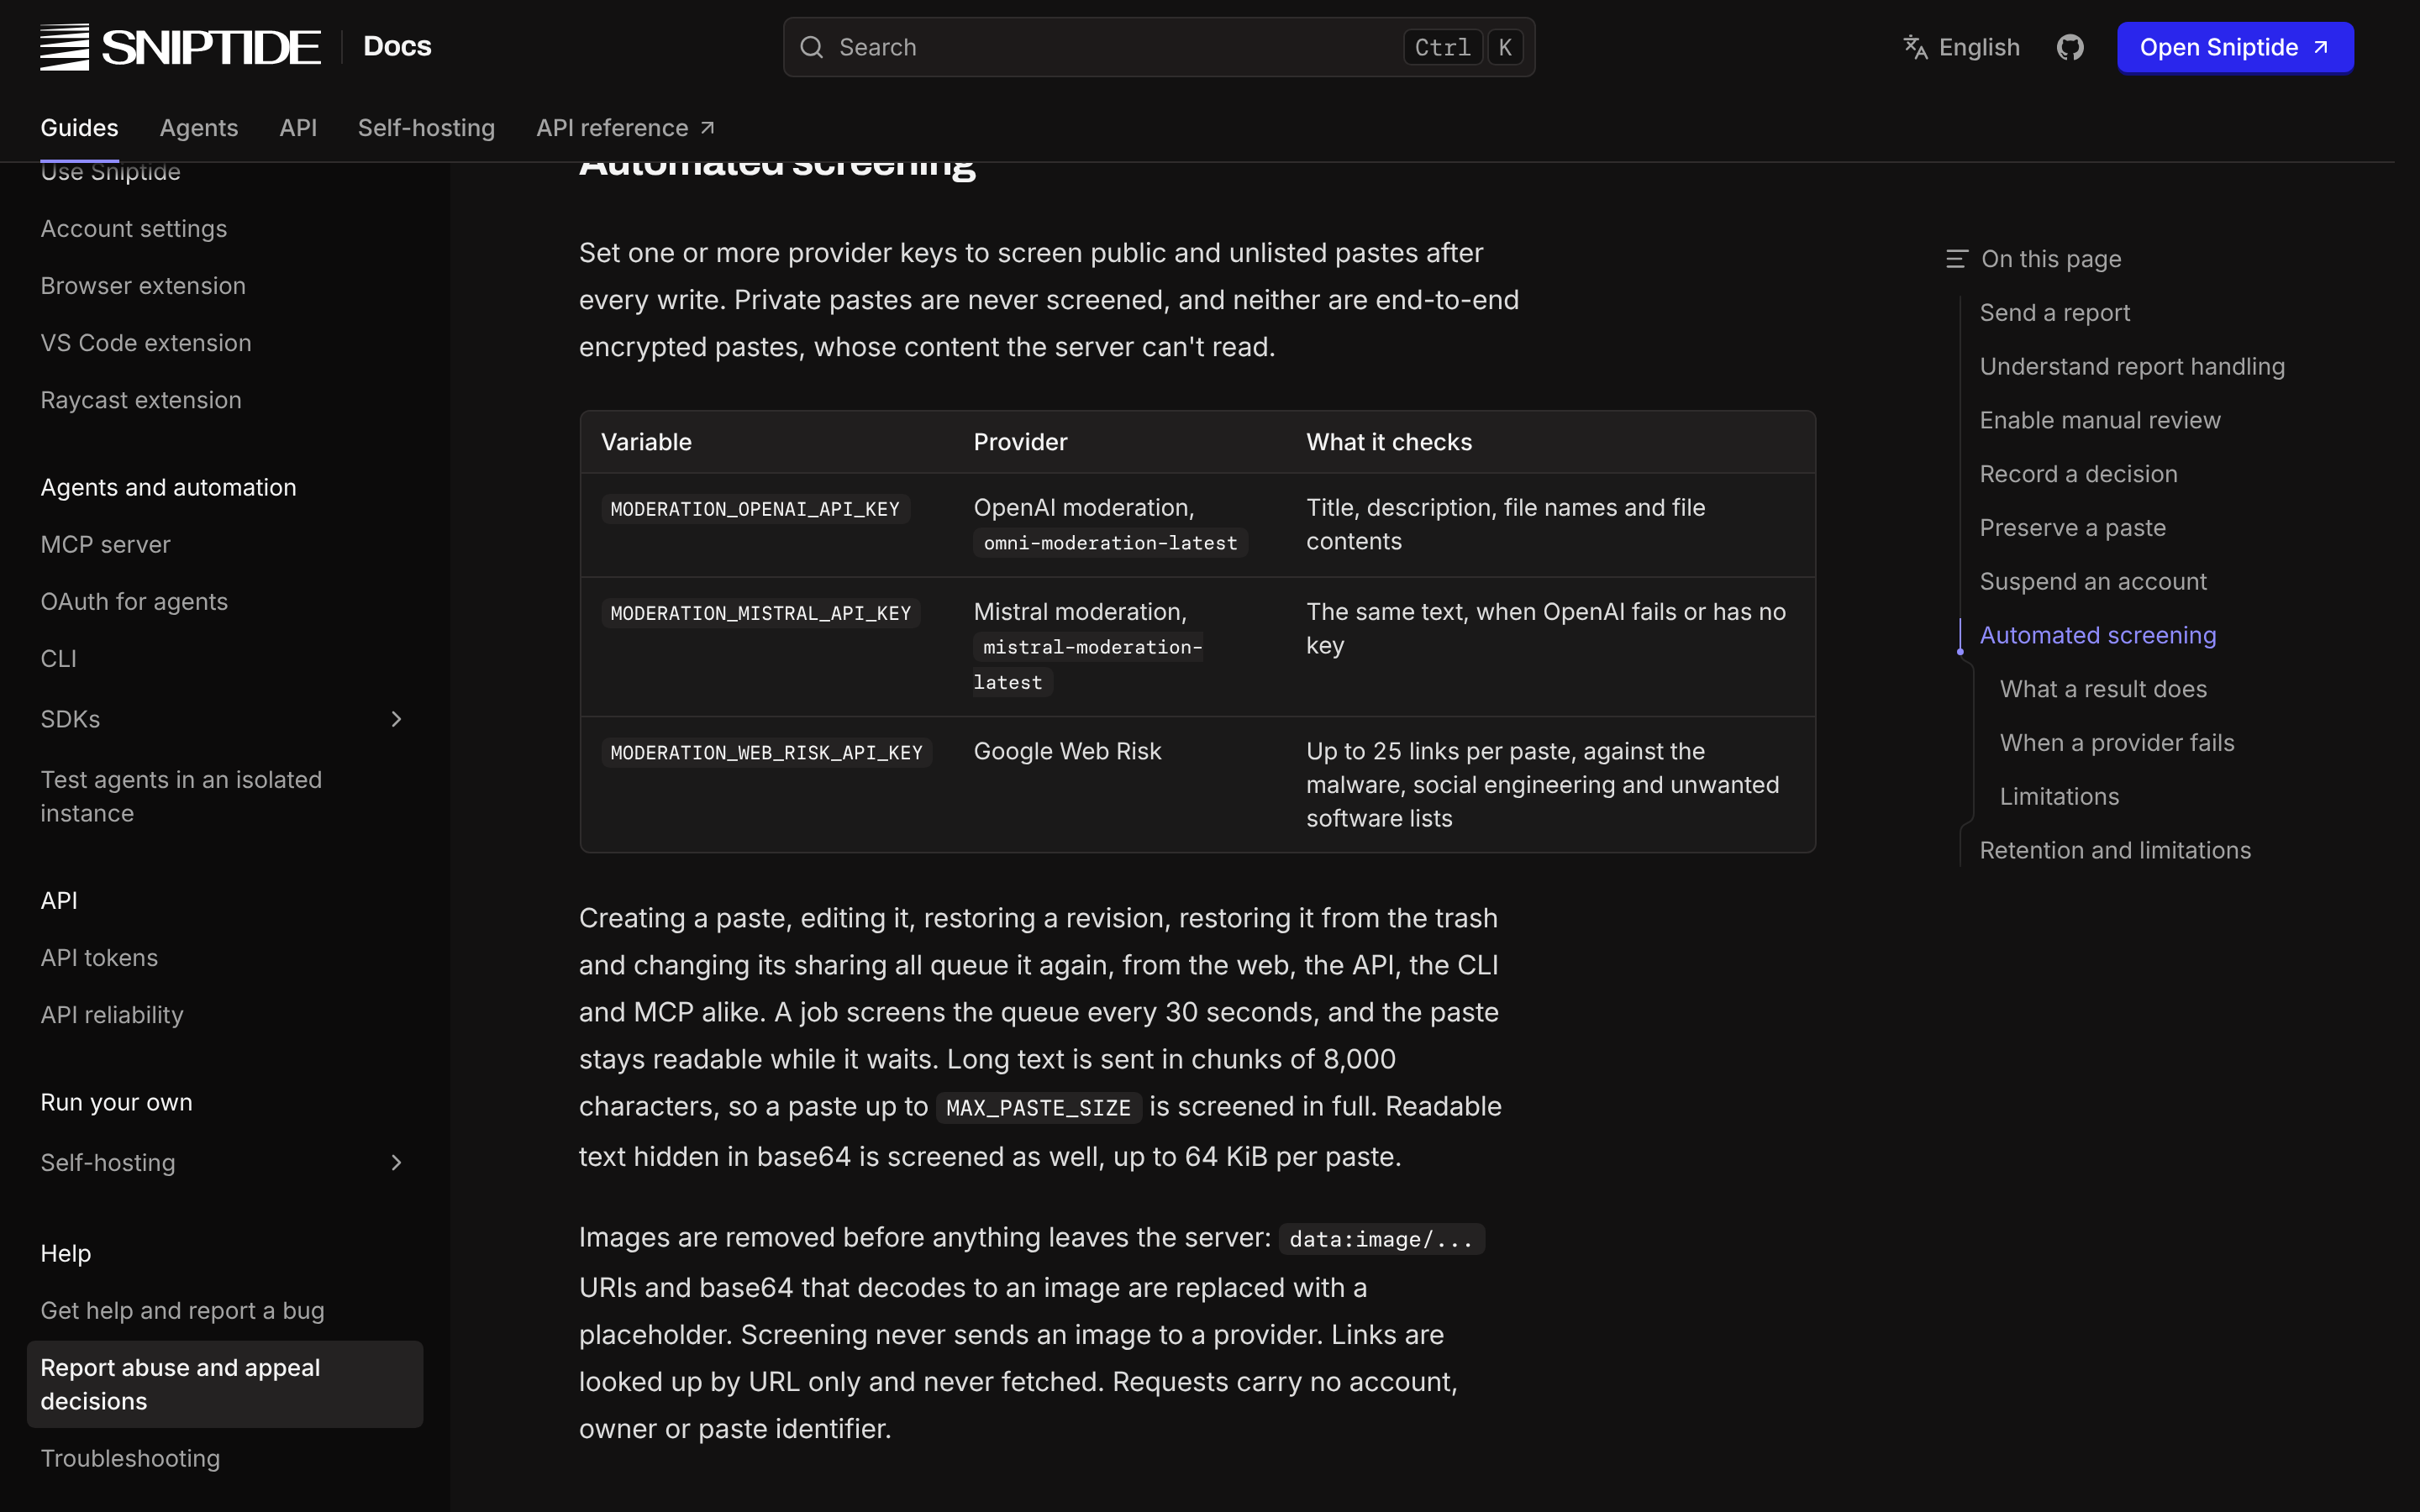 SNIPTIDE
Docs
Search
Ctrl K
English
Open Sniptide
Guides
Agents
API
Self-hosting
API reference
Use Sniptide
Account settings
Browser extension
VS Code extension
Raycast extension
Agents and automation
MCP server
OAuth for agents
CLI
SDKs
Test agents in an isolated
instance
API
API tokens
API reliability
Run your own
Self-hosting
Help
Get help and report a bug
Report abuse and appeal
decisions
Troubleshooting
Automated screening
Set one or more provider keys to screen public and unlisted pastes after
every write. Private pastes are never screened, and neither are end-to-end
encrypted pastes, whose content the server can't read.
Variable
Provider
What it checks
MODERATION_OPENAI_API_KEY
OpenAI moderation,
omni-moderation-latest
Title, description, file names and file
contents
MODERATION_MISTRAL_API_KEY
Mistral moderation,
mistral-moderation-
latest
The same text, when OpenAI fails or has no
key
MODERATION_WEB_RISK_API_KEY
Google Web Risk
Up to 25 links per paste, against the
malware, social engineering and unwanted
software lists
Creating a paste, editing it, restoring a revision, restoring it from the trash
and changing its sharing all queue it again, from the web, the API, the CLI
and MCP alike. A job screens the queue every 30 seconds, and the paste
stays readable while it waits. Long text is sent in chunks of 8,000
characters, so a paste up to MAX_PASTE_SIZE is screened in full. Readable
text hidden in base64 is screened as well, up to 64 KiB per paste.
Images are removed before anything leaves the server: data:image/...
URIs and base64 that decodes to an image are replaced with a
placeholder. Screening never sends an image to a provider. Links are
looked up by URL only and never fetched. Requests carry no account,
owner or paste identifier.
On this page
Send a report
Understand report handling
Enable manual review
Record a decision
Preserve a paste
Suspend an account
Automated screening
What a result does
When a provider fails
Limitations
Retention and limitations